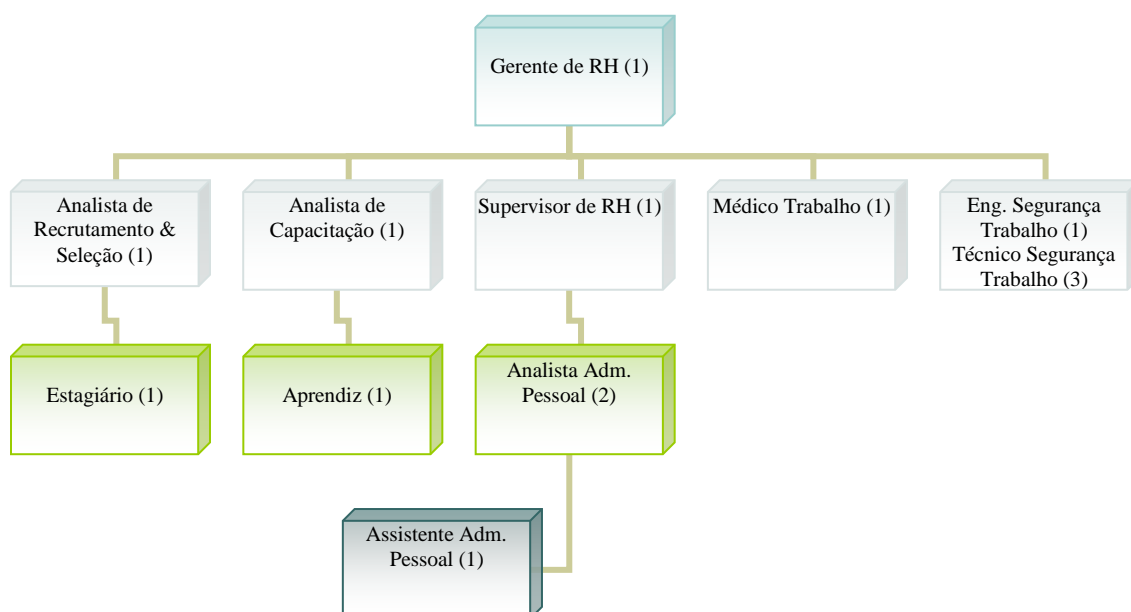 Gerente de RH (1)
Analista de
Recrutamento &
Seleção (1)
Analista de
Capacitação (1)
Supervisor de RH (1)
Médico Trabalho (1)
Eng. Segurança
Trabalho (1)
Técnico Segurança
Trabalho (3)
Estagiário (1)
Aprendiz (1)
Analista Adm.
Pessoal (2)
Assistente Adm.
Pessoal (1)